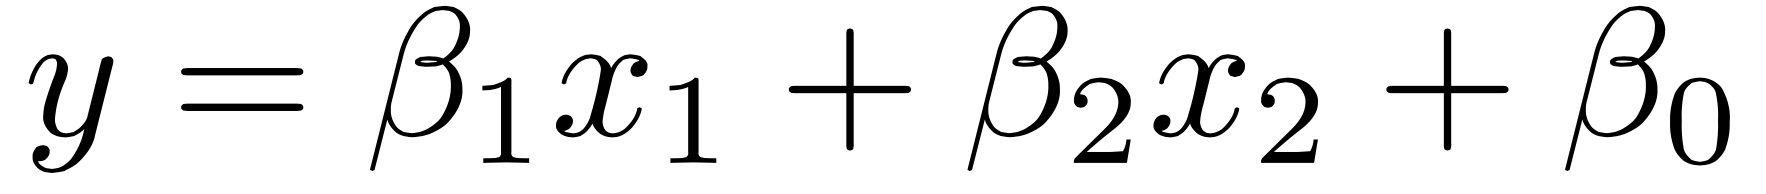 y = β₁x₁ + β₂x₂ + β₀